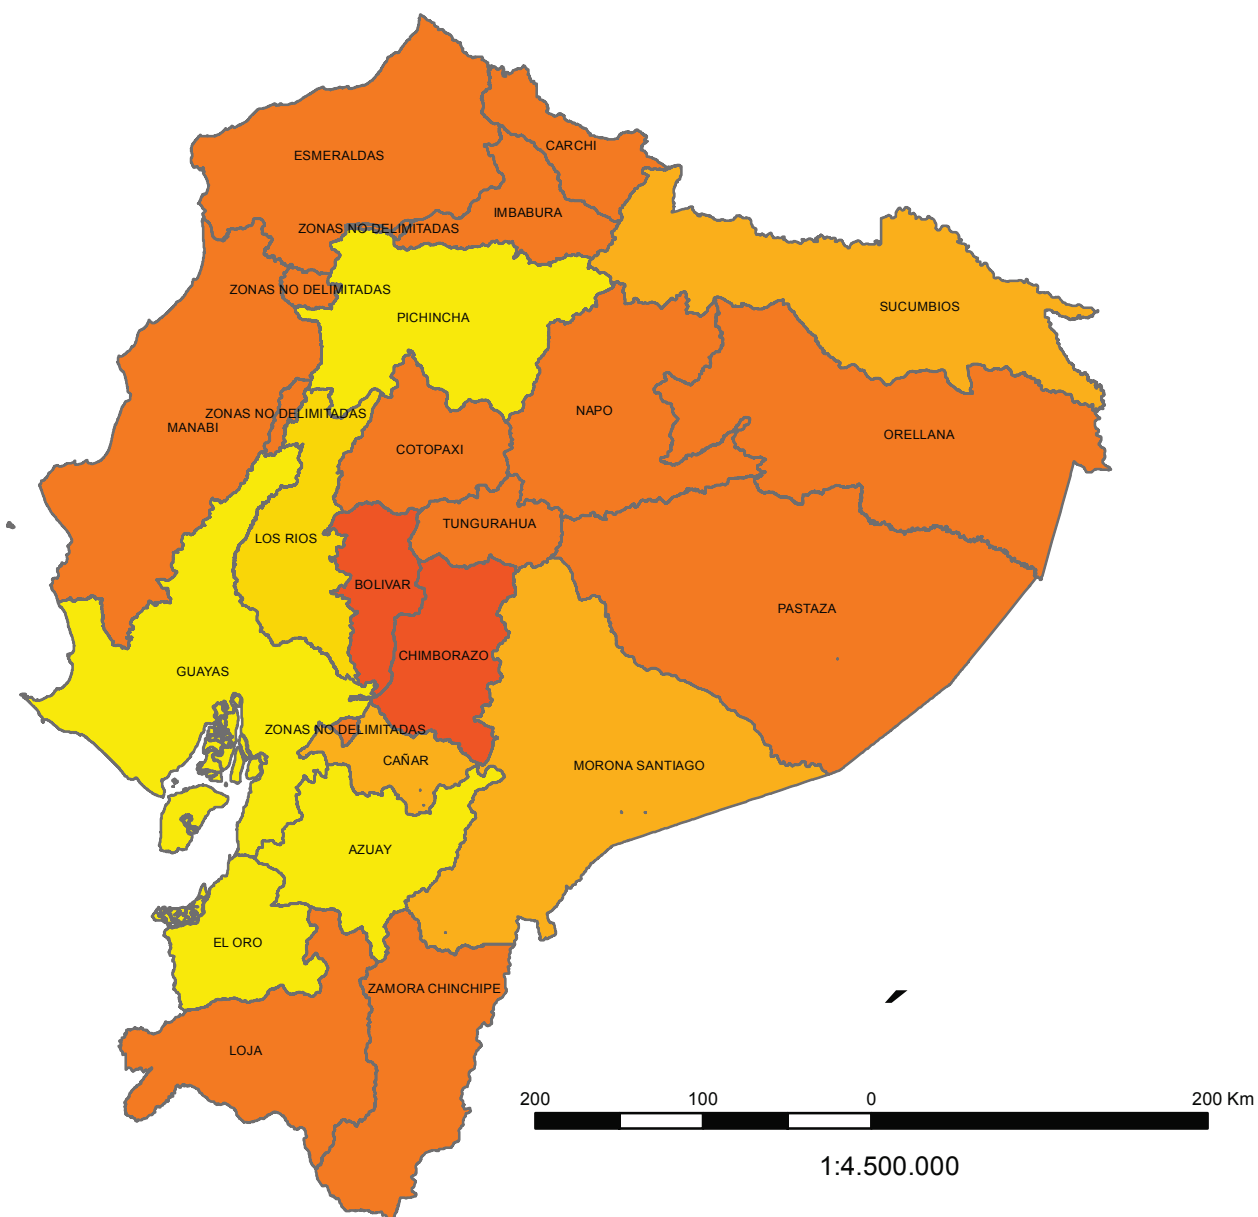 CARCHI
ESMERALDAS
IMBABURA
ZONAS NO DELIMITADAS
ZONAS NO DELIMITADAS
SUCUMBIOS
PICHINCHA
NAPO
ZONAS NO DELIMITADAS
MANABI
ORELLANA
COTOPAXI
TUNGURAHUA
LOS RIOS
BOLIVAR
PASTAZA
CHIMBORAZO
GUAYAS
ZONAS NO DELIMITADAS
CAÑAR
MORONA SANTIAGO
AZUAY
EL ORO
ZAMORA CHINCHIPE
LOJA
200 100 0 200 Km
1:4.500.000